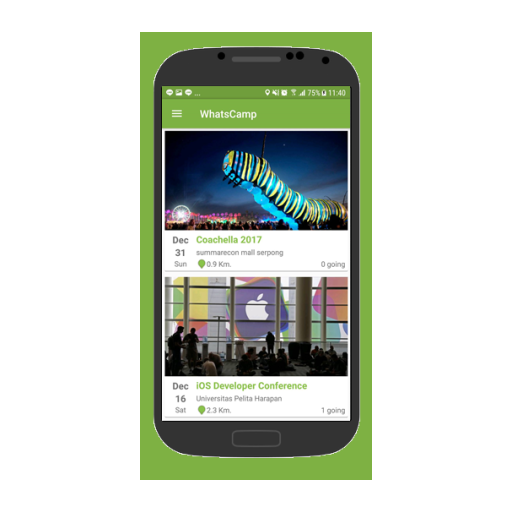 75% 11:40
WhatsCamp
Dec
31
Sun
Coachella 2017
summarecon mall serpong
0.9 Km.
0 going
Dec
16
Sat
iOS Developer Conference
Universitas Pelita Harapan
2.3 Km.
1 going